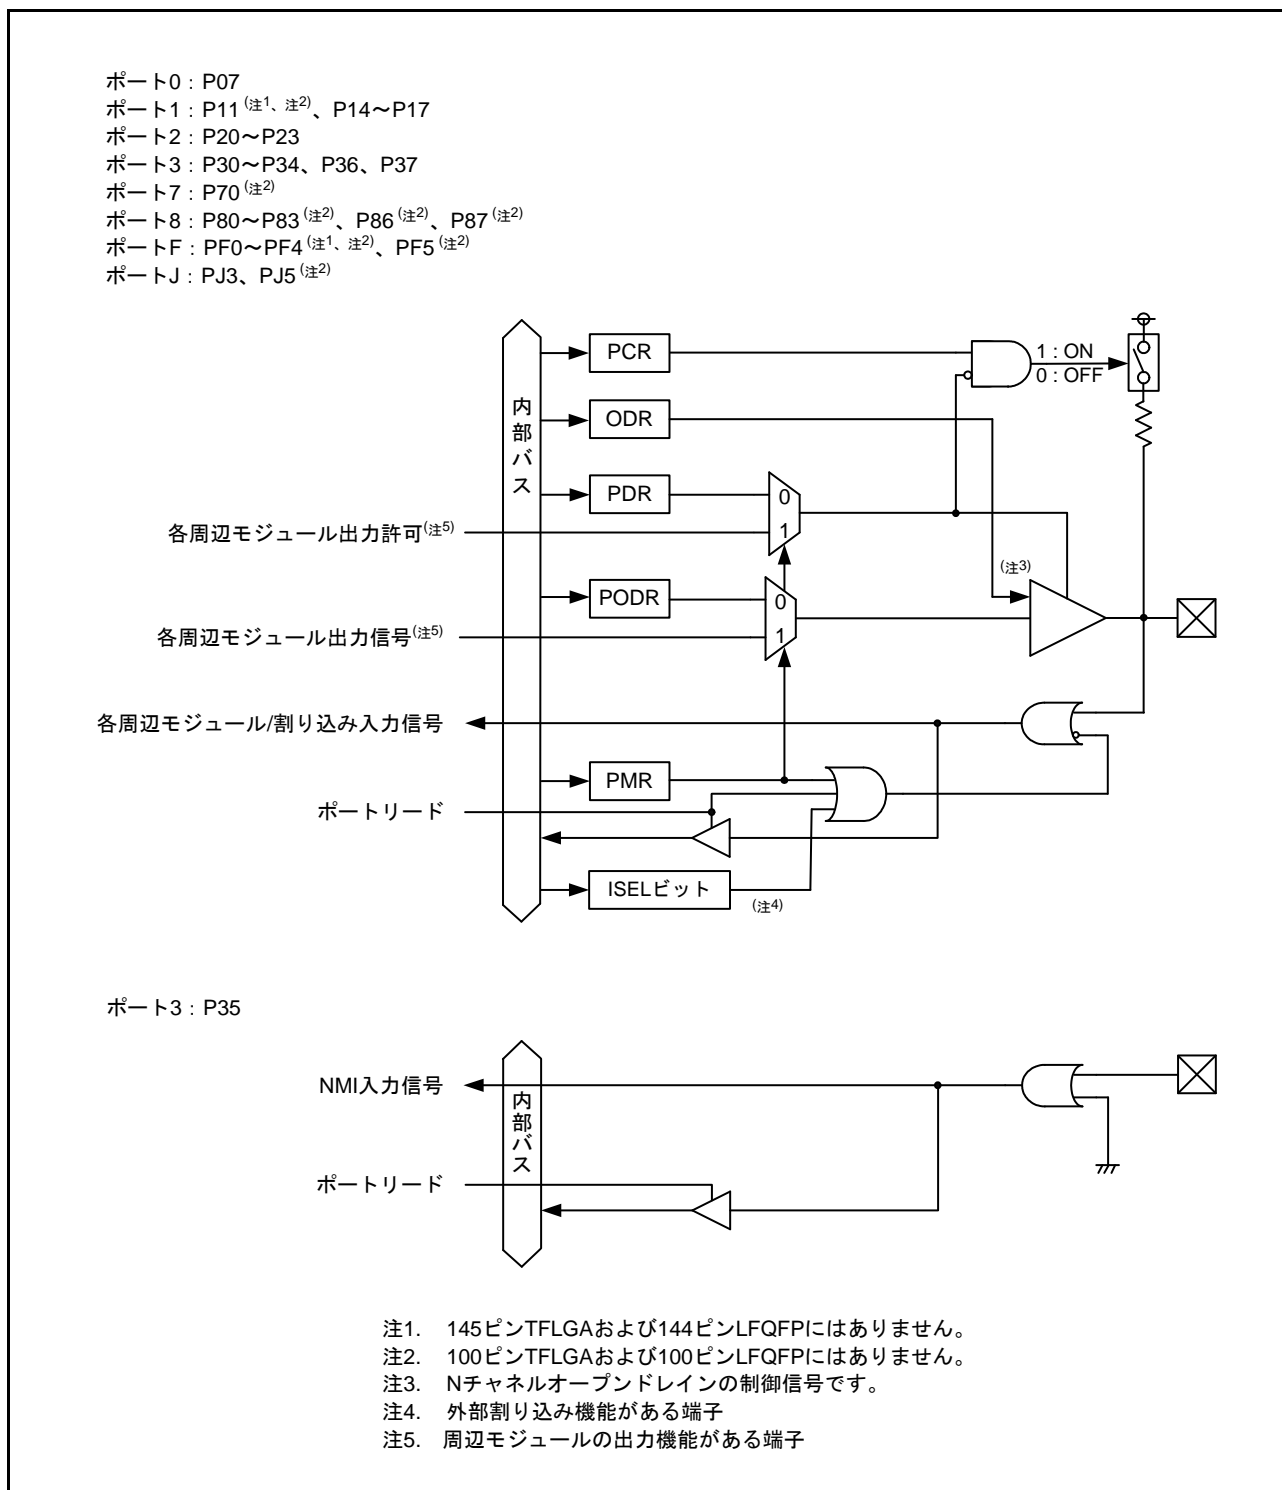 ポート0 : P07
ポート1 : P11(注1、注2)、P14～P17
ポート2 : P20～P23
ポート3 : P30～P34、P36、P37
ポート7 : P70(注2)
ポート8 : P80～P83(注2)、P86(注2)、P87(注2)
ポートF : PF0～PF4(注1、注2)、PF5(注2)
ポートJ : PJ3、PJ5(注2)
PCR
1 : ON
0 : OFF
内部バス
ODR
PDR
0
1
各周辺モジュール出力許可(注5)
(注3)
PODR
0
1
各周辺モジュール出力信号(注5)
各周辺モジュール/割り込み入力信号
PMR
ポートリード
ISELビット
(注4)
ポート3 : P35
NMI入力信号
内部バス
ポートリード
注1. 145ピンTFLGAおよび144ピンLFQFPにはありません。
注2. 100ピンTFLGAおよび100ピンLFQFPにはありません。
注3. Nチャネルオープンドレインの制御信号です。
注4. 外部割り込み機能がある端子
注5. 周辺モジュールの出力機能がある端子